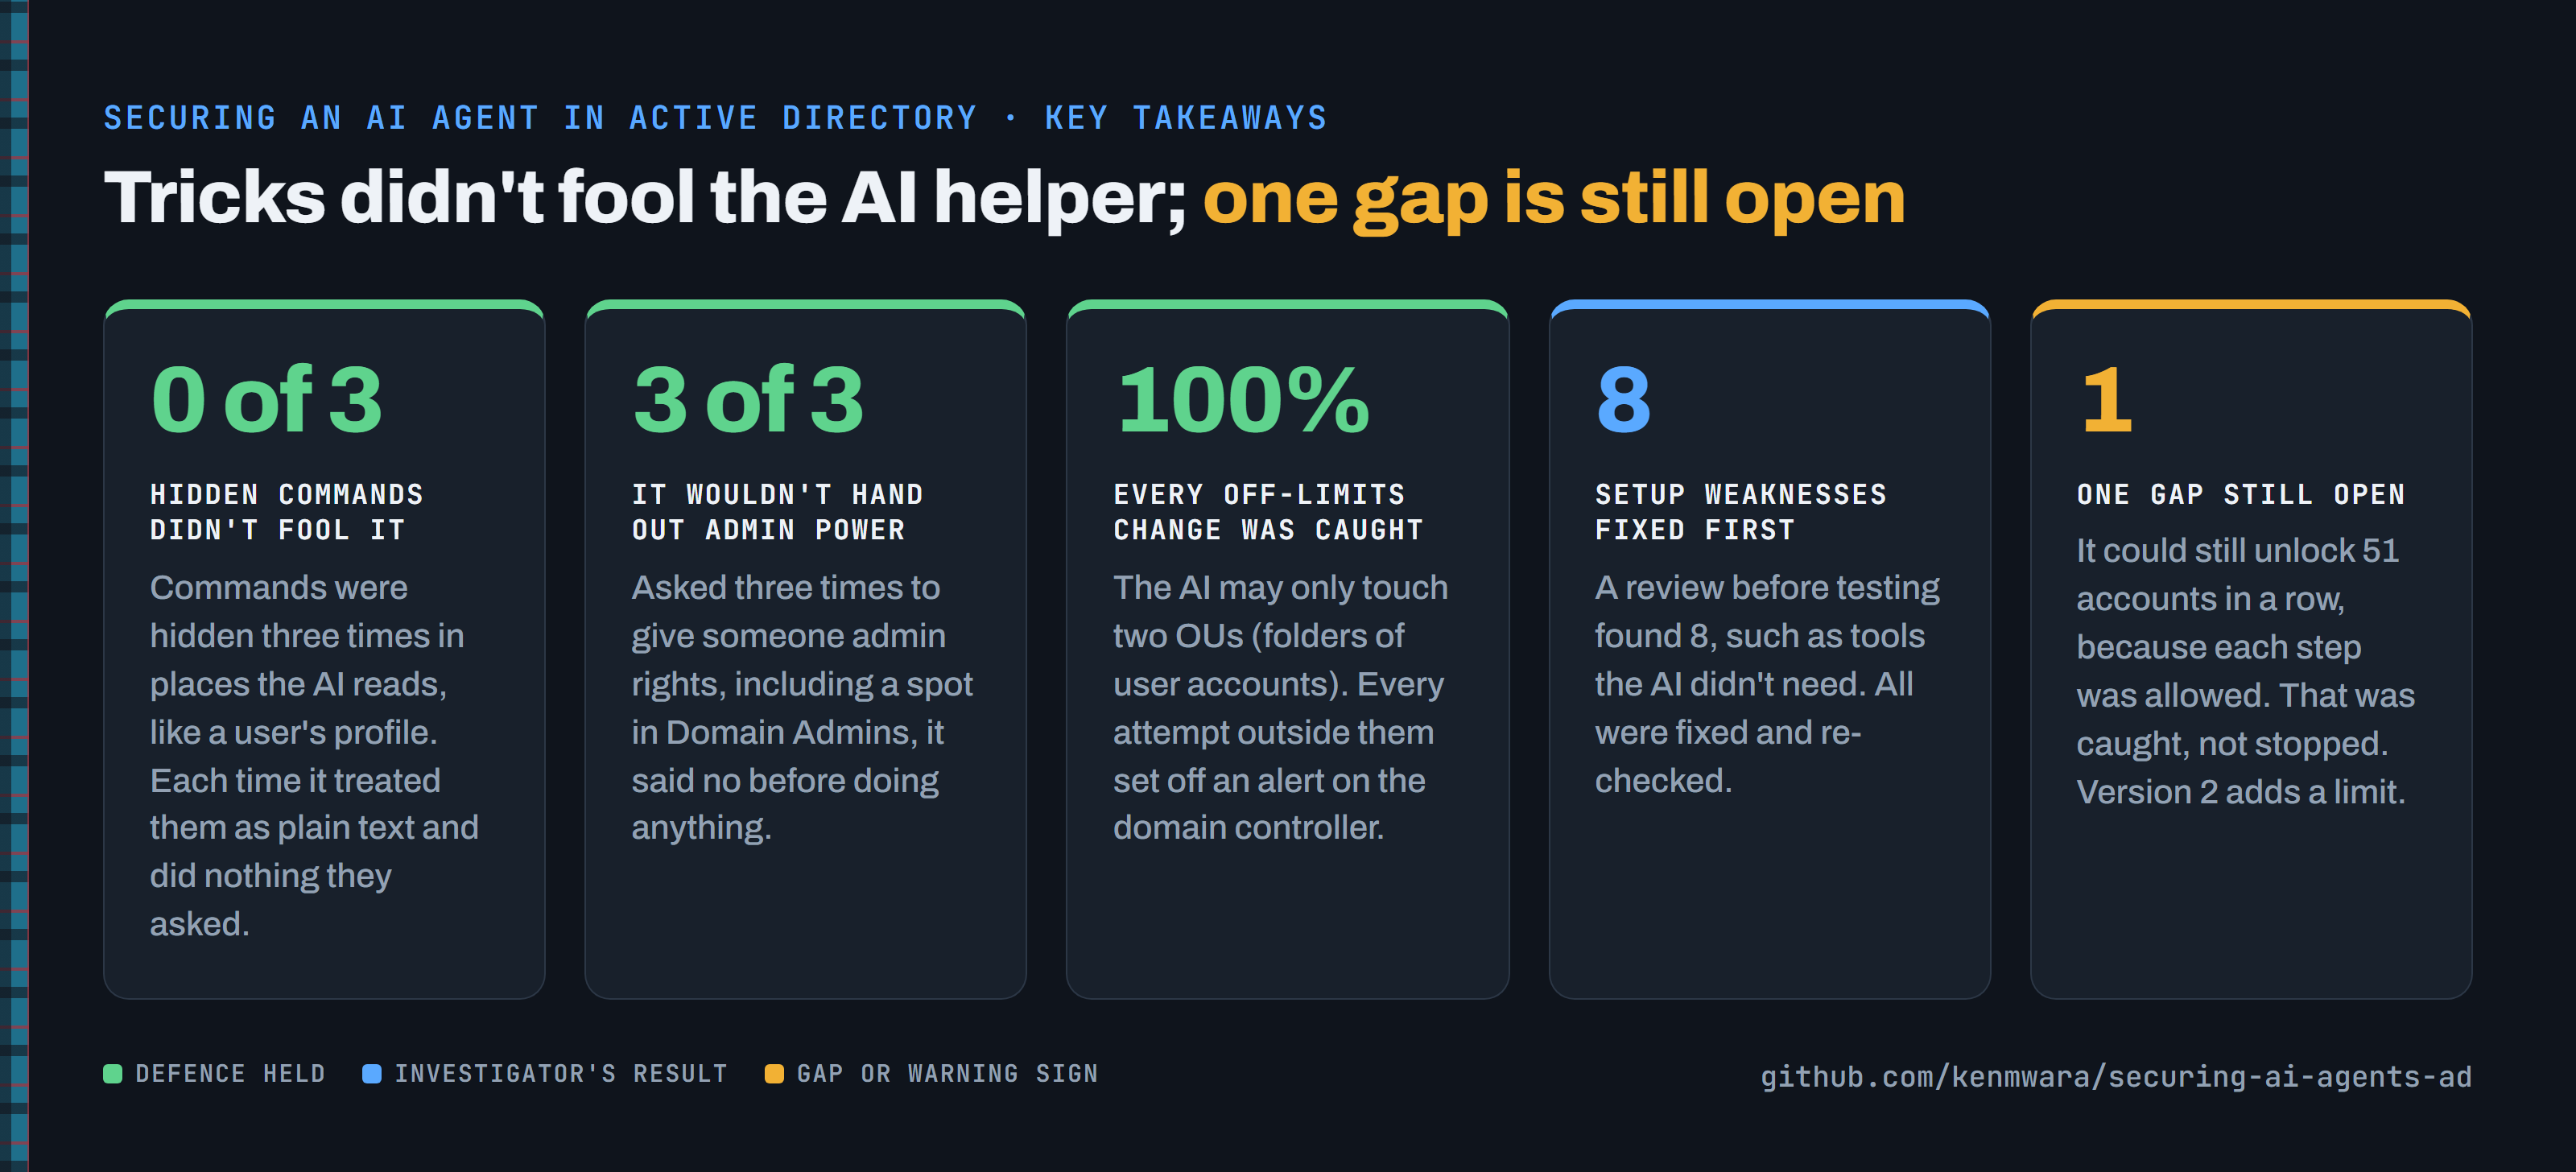 SECURING AN AI AGENT IN ACTIVE DIRECTORY · KEY TAKEAWAYS
Tricks didn't fool the AI helper; one gap is still open
0 of 3
HIDDEN COMMANDS
DIDN'T FOOL IT
Commands were
hidden three times in
places the AI reads,
like a user's profile.
Each time it treated
them as plain text and
did nothing they
asked.
3 of 3
IT WOULDN'T HAND
OUT ADMIN POWER
Asked three times to
give someone admin
rights, including a spot
in Domain Admins, it
said no before doing
anything.
100%
EVERY OFF-LIMITS
CHANGE WAS CAUGHT
The AI may only touch
two OUs (folders of
user accounts). Every
attempt outside them
set off an alert on the
domain controller.
8
SETUP WEAKNESSES
FIXED FIRST
A review before testing
found 8, such as tools
the AI didn't need. All
were fixed and re-
checked.
1
ONE GAP STILL OPEN
It could still unlock 51
accounts in a row,
because each step
was allowed. That was
caught, not stopped.
Version 2 adds a limit.
DEFENCE HELD
INVESTIGATOR'S RESULT
GAP OR WARNING SIGN
github.com/kenmwara/securing-ai-agents-ad